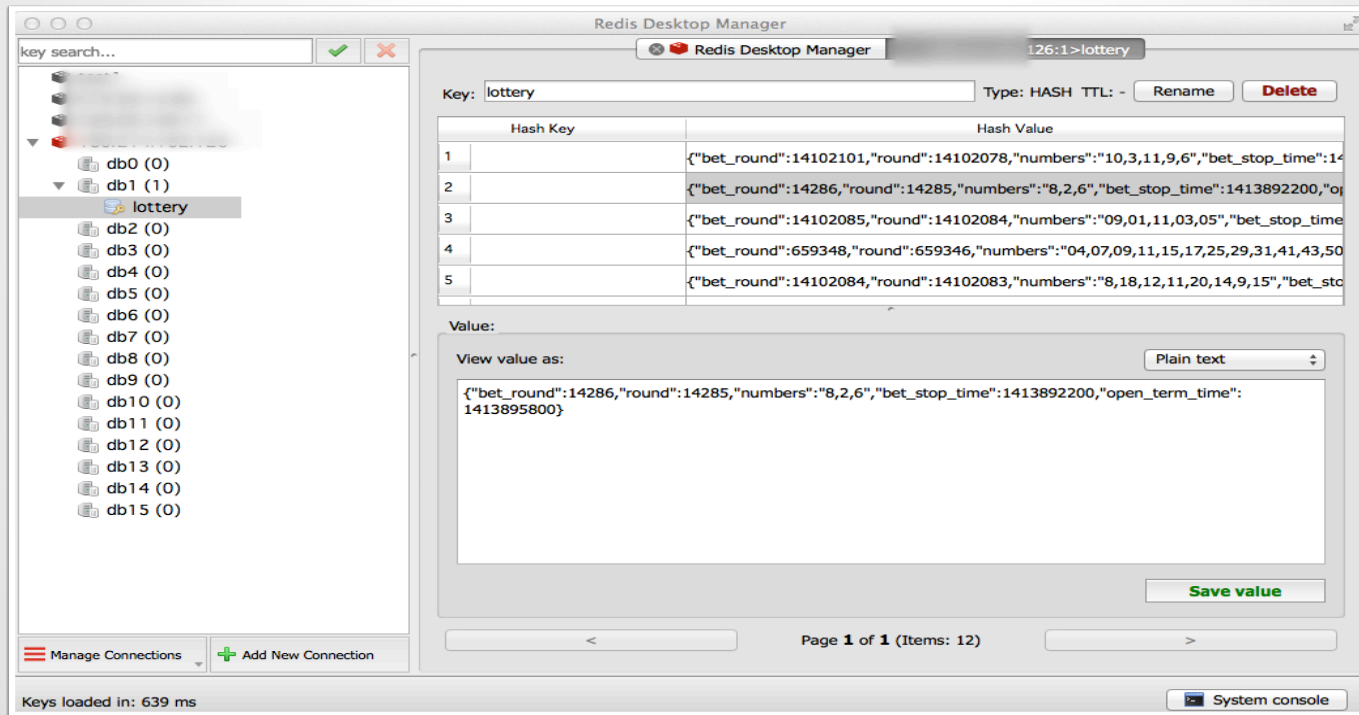 Redis Desktop Manager
key search...
Redis Desktop Manager
126:1>lottery
db0 (0)
db1 (1)
lottery
db2 (0)
db3 (0)
db4 (0)
db5 (0)
db6 (0)
db7 (0)
db8 (0)
db9 (0)
db10 (0)
db11 (0)
db12 (0)
db13 (0)
db14 (0)
db15 (0)
Manage Connections
Add New Connection
Key: lottery Type: HASH TTL: - Rename Delete
Hash Key Hash Value
1 {"bet_round":14102101,"round":14102078,"numbers":"10,3,11,9,6","bet_stop_time":14
2 {"bet_round":14286,"round":14285,"numbers":"8,2,6","bet_stop_time":1413892200,"op
3 {"bet_round":14102085,"round":14102084,"numbers":"09,01,11,03,05","bet_stop_time
4 {"bet_round":659348,"round":659346,"numbers":"04,07,09,11,15,17,25,29,31,41,43,50
5 {"bet_round":14102084,"round":14102083,"numbers":"8,18,12,11,20,14,9,15","bet_sto
Value:
View value as: Plain text
{"bet_round":14286,"round":14285,"numbers":"8,2,6","bet_stop_time":1413892200,"open_term_time":
1413895800}
Save value
< Page 1 of 1 (Items: 12) >
Keys loaded in: 639 ms
System console